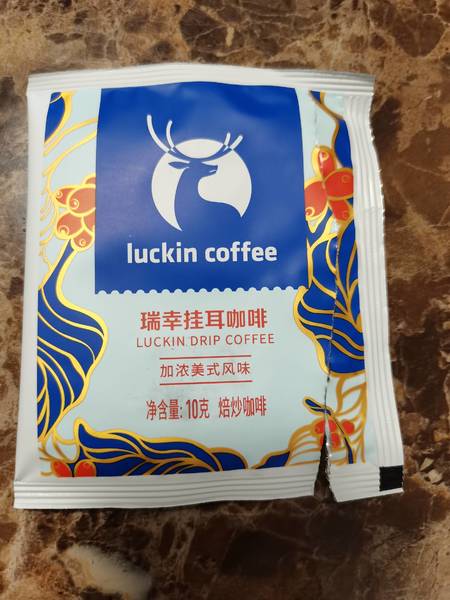 luckin coffee
瑞幸挂耳咖啡
LUCKIN DRIP COFFEE
加浓美式风味
净含量: 10克 焙炒咖啡